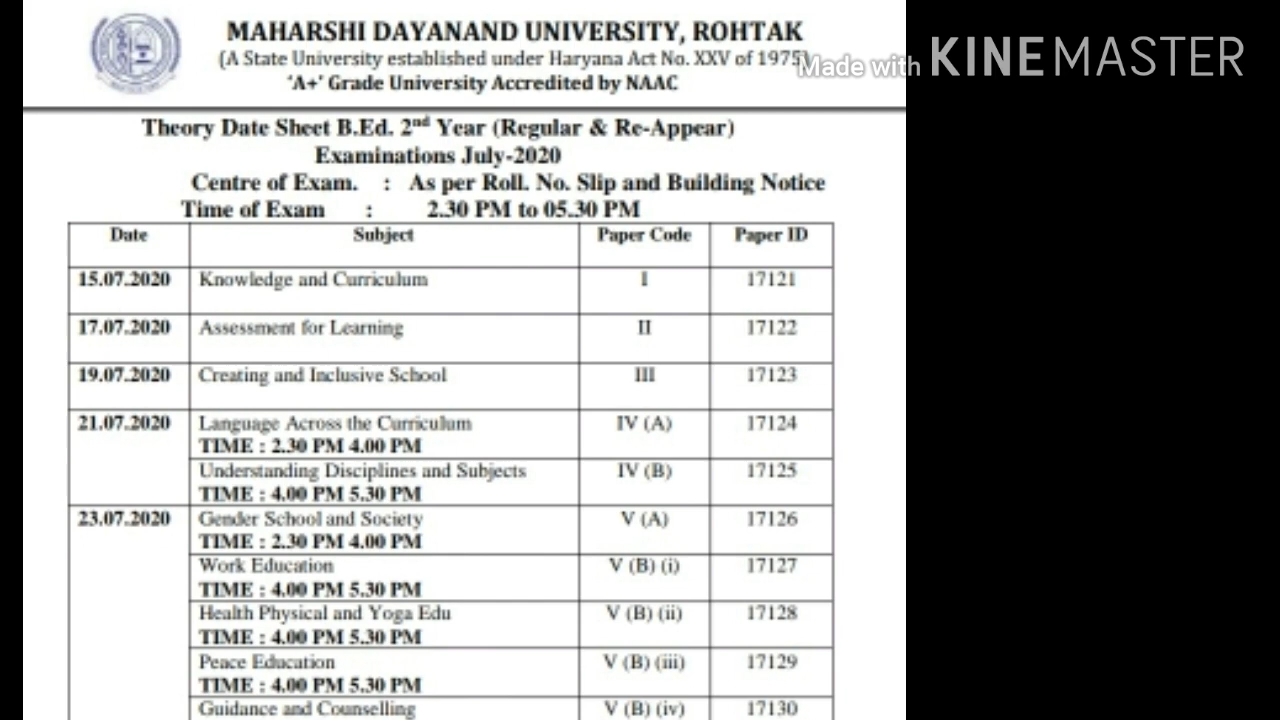 MAHARSHI DAYANAND UNIVERSITY, ROHTAK
(A State University established under Haryana Act No. XXV of 1975)
'A+' Grade University Accredited by NAAC
Made with KINEMASTER
Theory Date Sheet B.Ed. 2nd Year (Regular & Re-Appear)
Examinations July-2020
Centre of Exam. : As per Roll. No. Slip and Building Notice
Time of Exam : 2.30 PM to 05.30 PM
Date Subject Paper Code Paper ID
15.07.2020 Knowledge and Curriculum I 17121
17.07.2020 Assessment for Learning II 17122
19.07.2020 Creating and Inclusive School III 17123
21.07.2020 Language Across the Curriculum IV (A) 17124
TIME : 2.30 PM 4.00 PM
Understanding Disciplines and Subjects IV (B) 17125
TIME : 4.00 PM 5.30 PM
23.07.2020 Gender School and Society V (A) 17126
TIME : 2.30 PM 4.00 PM
Work Education V (B) (i) 17127
TIME : 4.00 PM 5.30 PM
Health Physical and Yoga Edu V (B) (ii) 17128
TIME : 4.00 PM 5.30 PM
Peace Education V (B) (iii) 17129
TIME : 4.00 PM 5.30 PM
Guidance and Counselling V (B) (iv) 17130